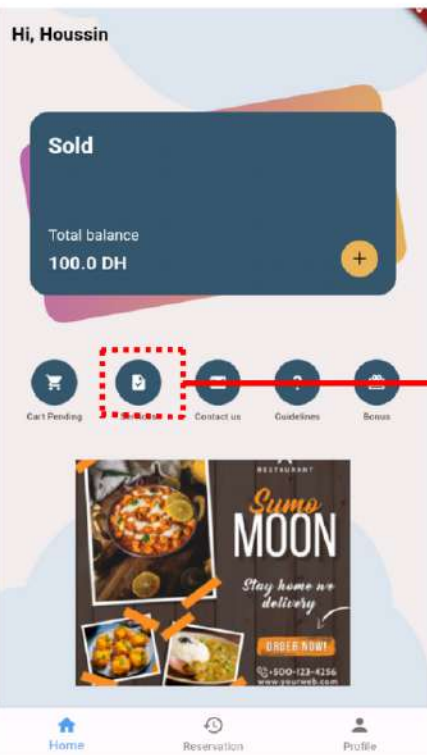 Hi, Houssin
Sold
Total balance
100.0 DH
Cart Pending
Contact us
Guidelines
Bonus
RESTAURANT
Sumo
MOON
Stay home we
delivery
ORDER NOW!
+500-123-4256
www.yourweb.com
Home
Reservation
Profile